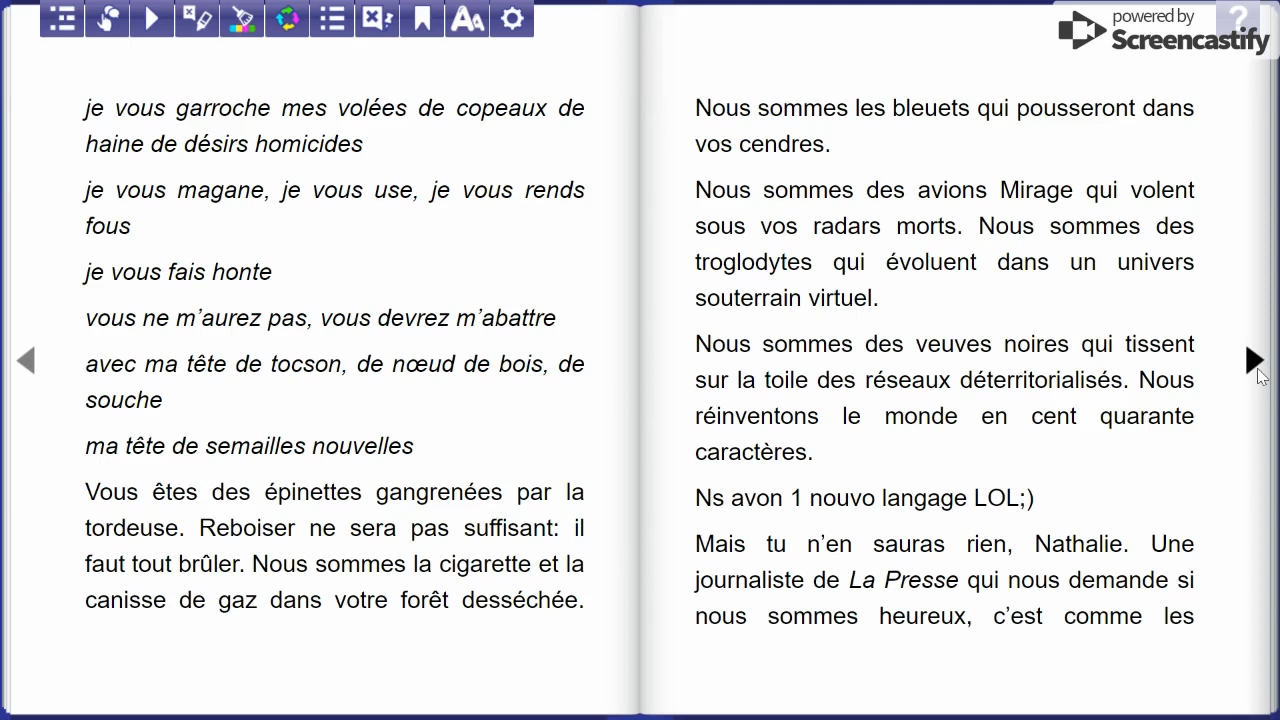 powered by
Screencastify
je vous garroche mes volées de copeaux de
haine de désirs homicides
je vous magane, je vous use, je vous rends
fous
je vous fais honte
vous ne m’aurez pas, vous devrez m’abattre
avec ma tête de tocson, de nœud de bois, de
souche
ma tête de semailles nouvelles
Vous êtes des épinettes gangrenées par la
tordeuse. Reboiser ne sera pas suffisant: il
faut tout brûler. Nous sommes la cigarette et la
canisse de gaz dans votre forêt desséchée.
Nous sommes les bleuets qui pousseront dans
vos cendres.
Nous sommes des avions Mirage qui volent
sous vos radars morts. Nous sommes des
troglodytes qui évoluent dans un univers
souterrain virtuel.
Nous sommes des veuves noires qui tissent
sur la toile des réseaux déterritorialisés. Nous
réinventons le monde en cent quarante
caractères.
Ns avon 1 nouvo langage LOL;)
Mais tu n’en sauras rien, Nathalie. Une
journaliste de La Presse qui nous demande si
nous sommes heureux, c’est comme les